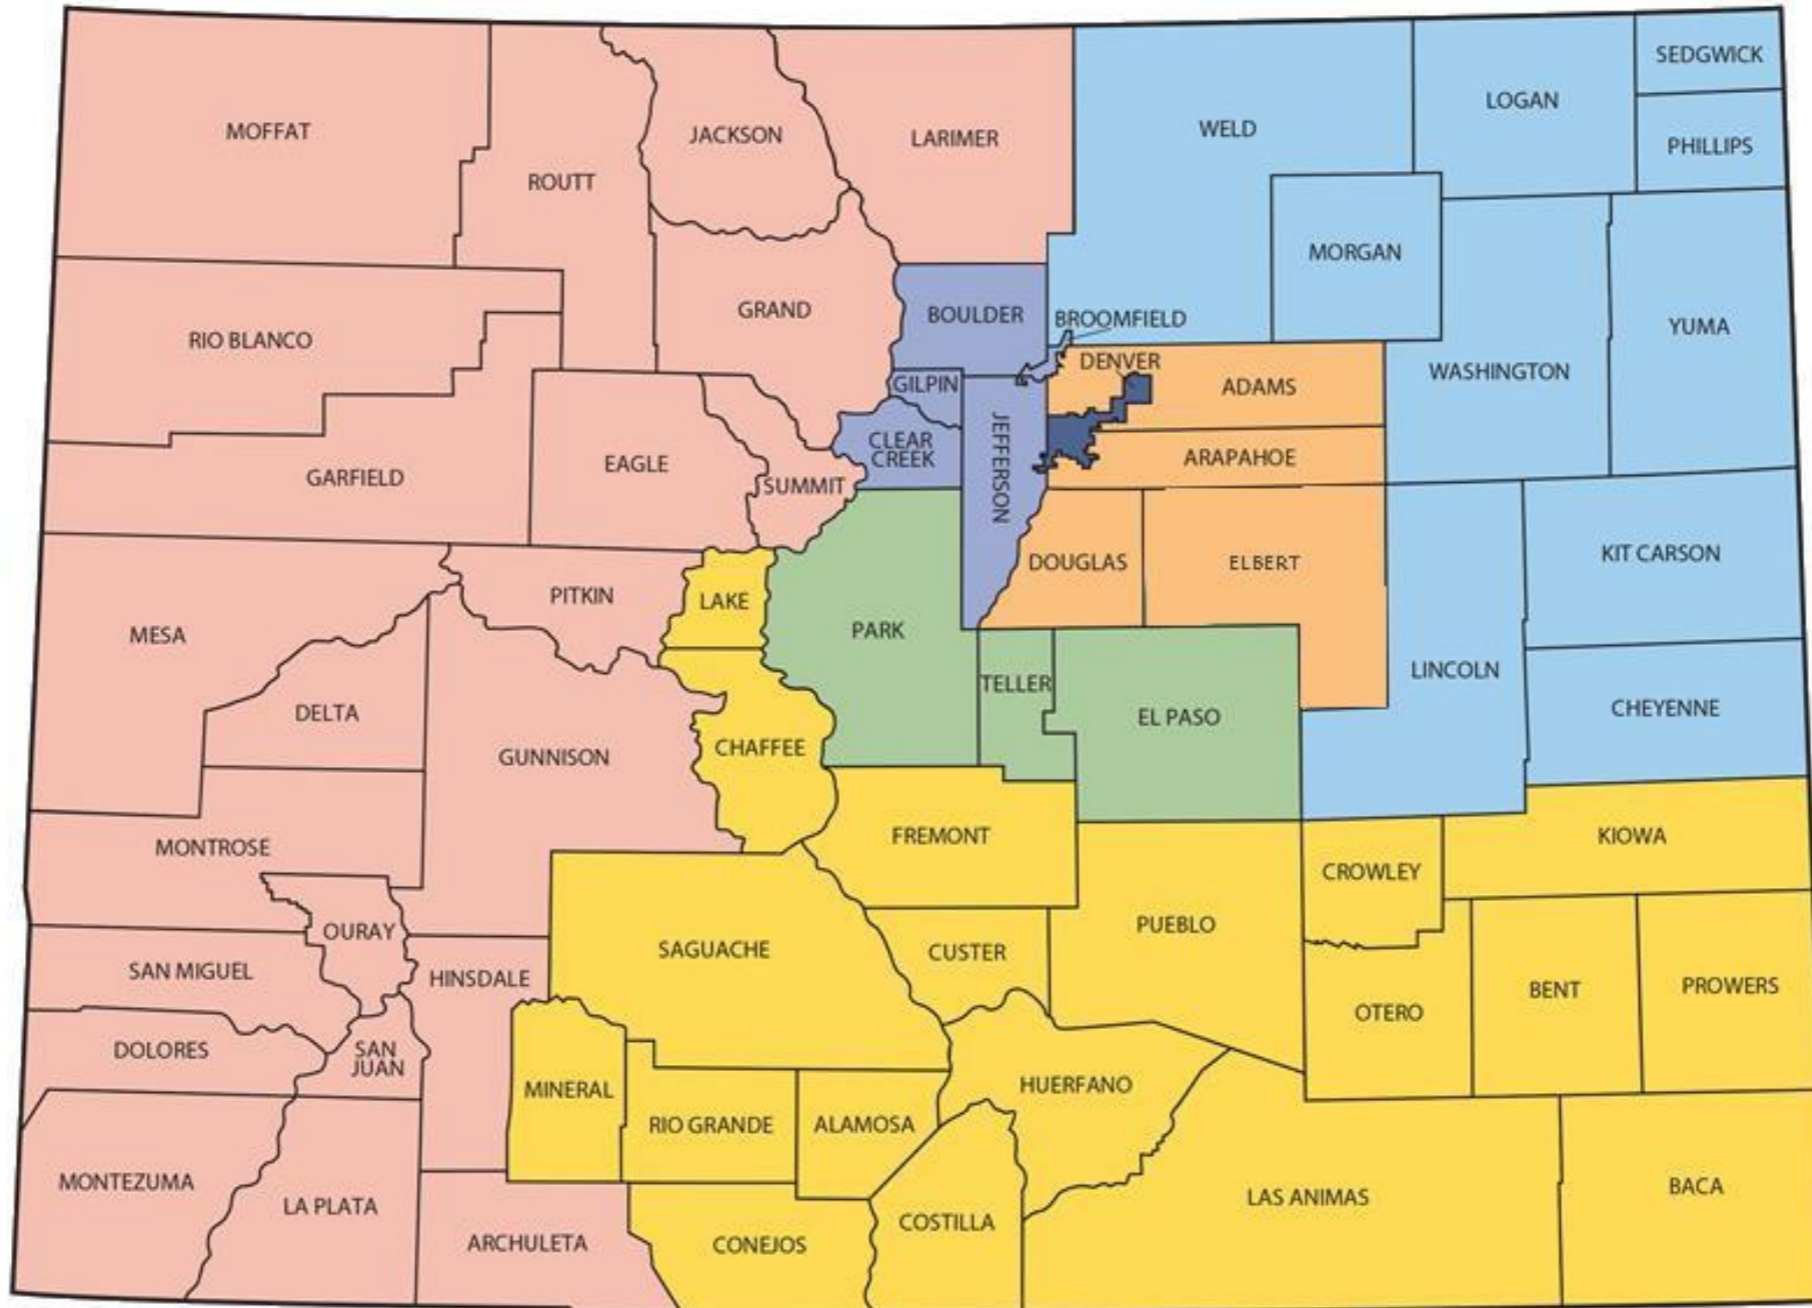 SEDGWICK
LOGAN
WELD
MOFFAT
JACKSON
LARIMER
PHILLIPS
ROUTT
MORGAN
GRAND
BOULDER
BROOMFIELD
YUMA
RIO BLANCO
DENVER
WASHINGTON
GILPIN
ADAMS
CLEAR
CREEK
JEFFERSON
ARAPAHOE
EAGLE
GARFIELD
SUMMIT
KIT CARSON
DOUGLAS
ELBERT
PITKIN
LAKE
MESA
PARK
LINCOLN
TELLER
CHEYENNE
DELTA
EL PASO
CHAFFEE
GUNNISON
FREMONT
KIOWA
MONTROSE
CROWLEY
PUEBLO
OURAY
SAGUACHE
CUSTER
SAN MIGUEL
HINSDALE
PROWERS
BENT
OTERO
DOLORES
SAN
JUAN
MINERAL
HUERFANO
RIO GRANDE
ALAMOSA
MONTEZUMA
BACA
LAS ANIMAS
LA PLATA
COSTILLA
ARCHULETA
CONEJOS